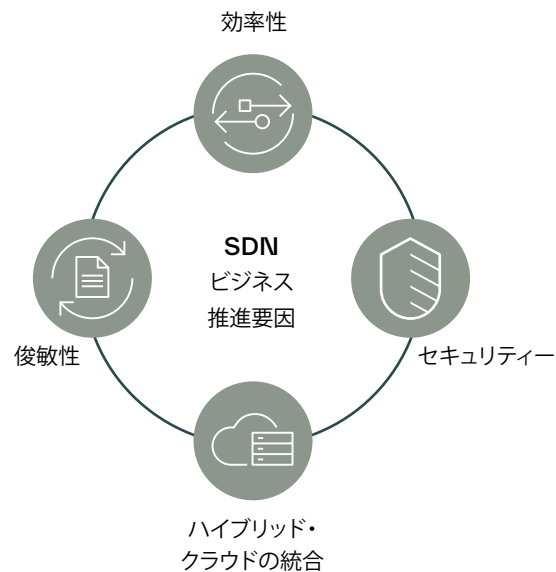 効率性
SDN
ビジネス
推進要因
俊敏性
セキュリティー
ハイブリッド・
クラウドの統合